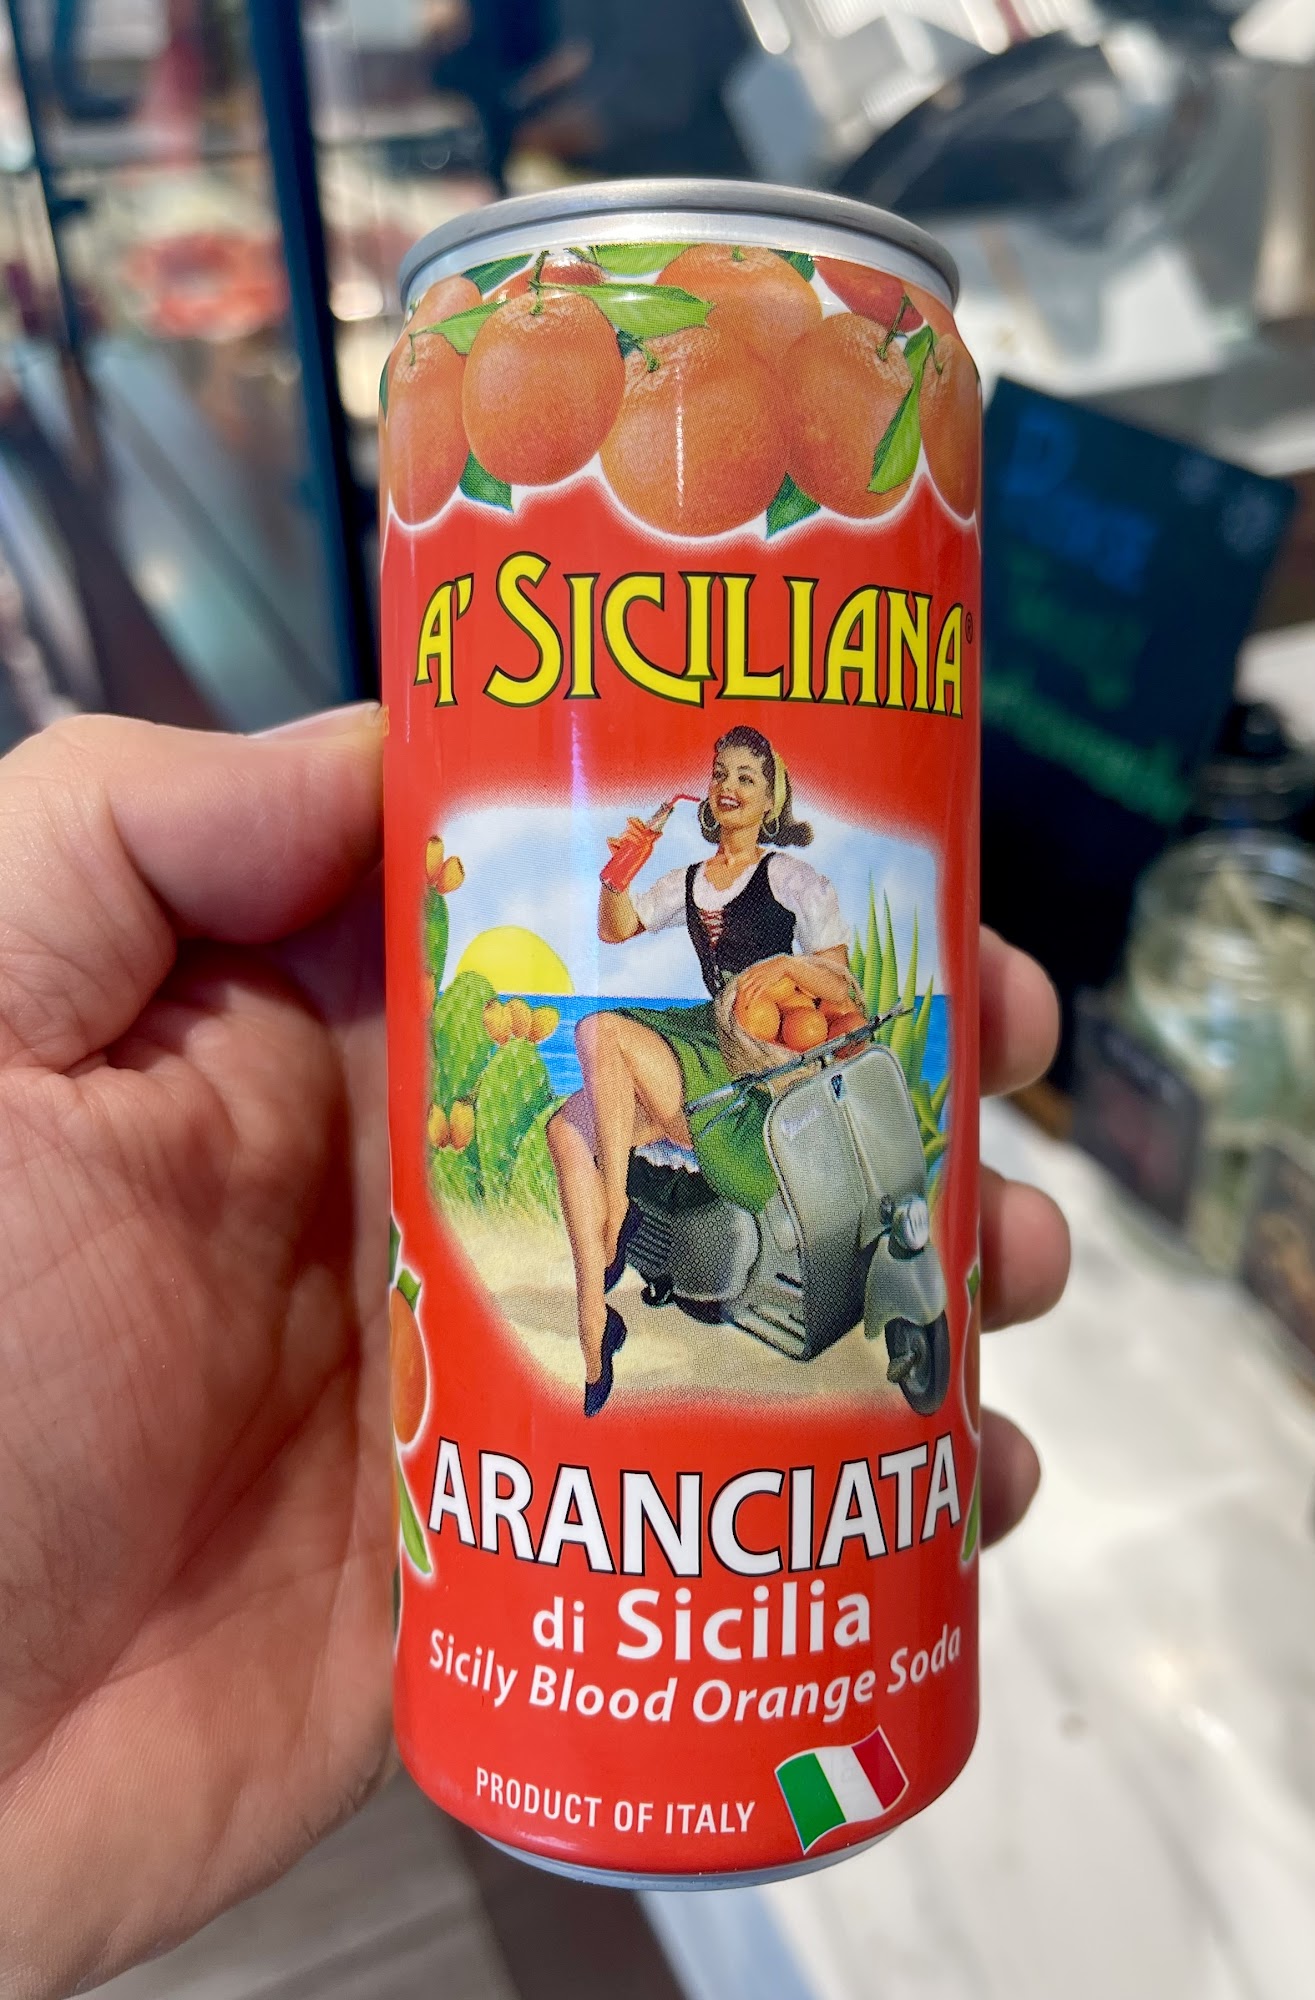 A' SICILIANA®
ARANCIATA
di Sicilia
Sicily Blood Orange Soda
PRODUCT OF ITALY